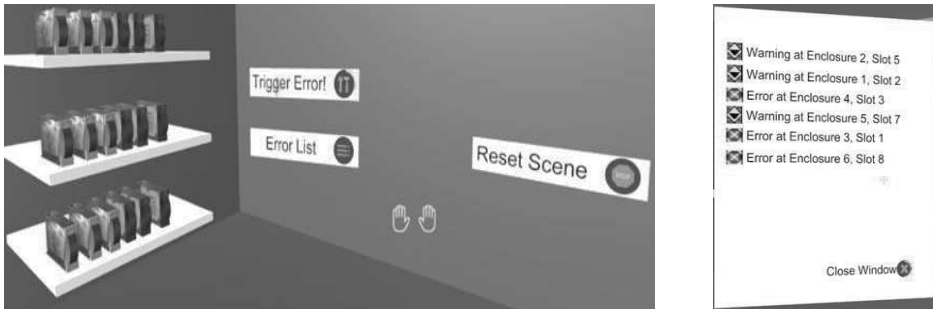 Trigger Error!
Error List
Reset Scene
STOP
Warning at Enclosure 2, Slot 5
Warning at Enclosure 1, Slot 2
Error at Enclosure 4, Slot 3
Warning at Enclosure 5, Slot 7
Error at Enclosure 3, Slot 1
Error at Enclosure 6, Slot 8
Close Window